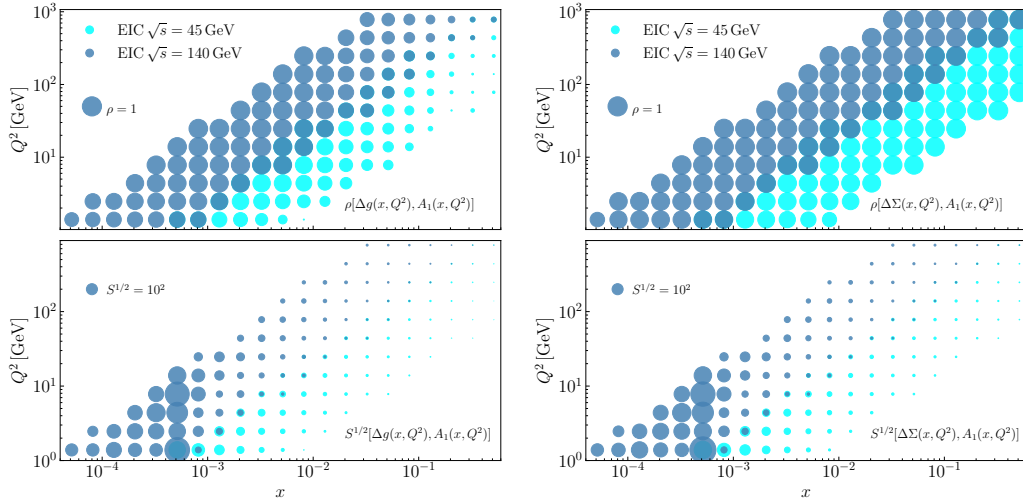 10³
10²
10¹
Q² [GeV]
EIC √s = 45 GeV
EIC √s = 140 GeV
ρ = 1
ρ[Δg(x, Q²), A₁(x, Q²)]
10³
10²
10¹
Q² [GeV]
EIC √s = 45 GeV
EIC √s = 140 GeV
ρ = 1
ρ[ΔΣ(x, Q²), A₁(x, Q²)]
10²
10¹
10⁰
Q² [GeV]
S^{1/2} = 10²
S^{1/2}[Δg(x, Q²), A₁(x, Q²)]
10⁻⁴ 10⁻³ 10⁻² 10⁻¹
x
10²
10¹
10⁰
Q² [GeV]
S^{1/2} = 10²
S^{1/2}[ΔΣ(x, Q²), A₁(x, Q²)]
10⁻⁴ 10⁻³ 10⁻² 10⁻¹
x